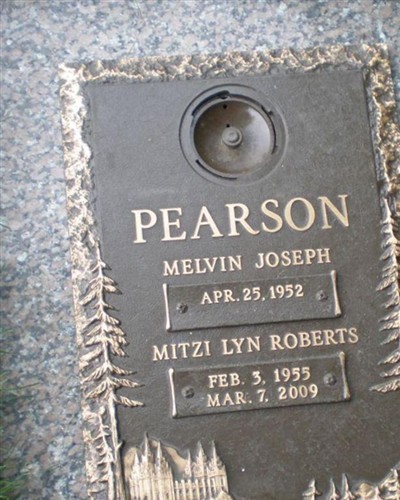 PEARSON
MELVIN JOSEPH
APR. 25, 1952
MITZI LYN ROBERTS
FEB. 3, 1955
MAR. 7, 2009